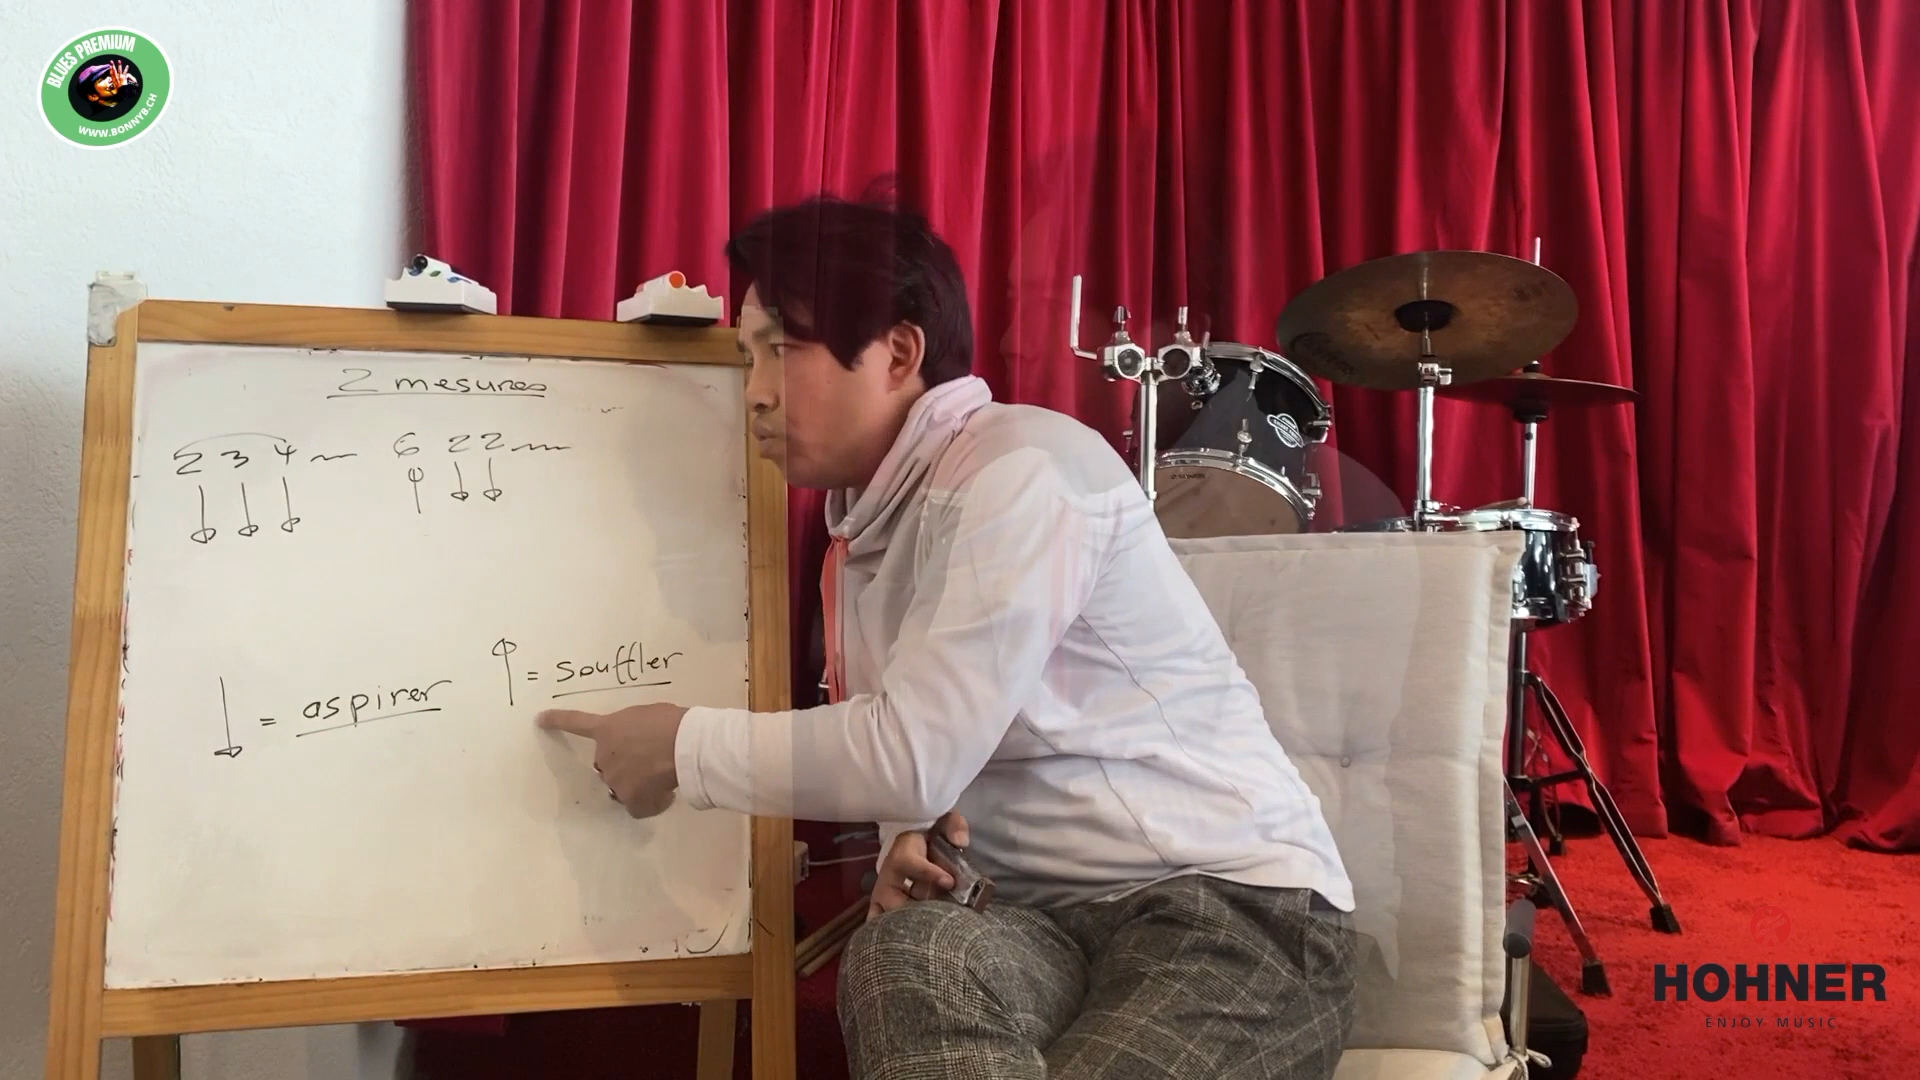 BLUES PREMIUM
WWW.BONNYB.CH
2 mesures
2 3 4 6 2 2
= aspirer
= souffler
HOHNER
ENJOY MUSIC